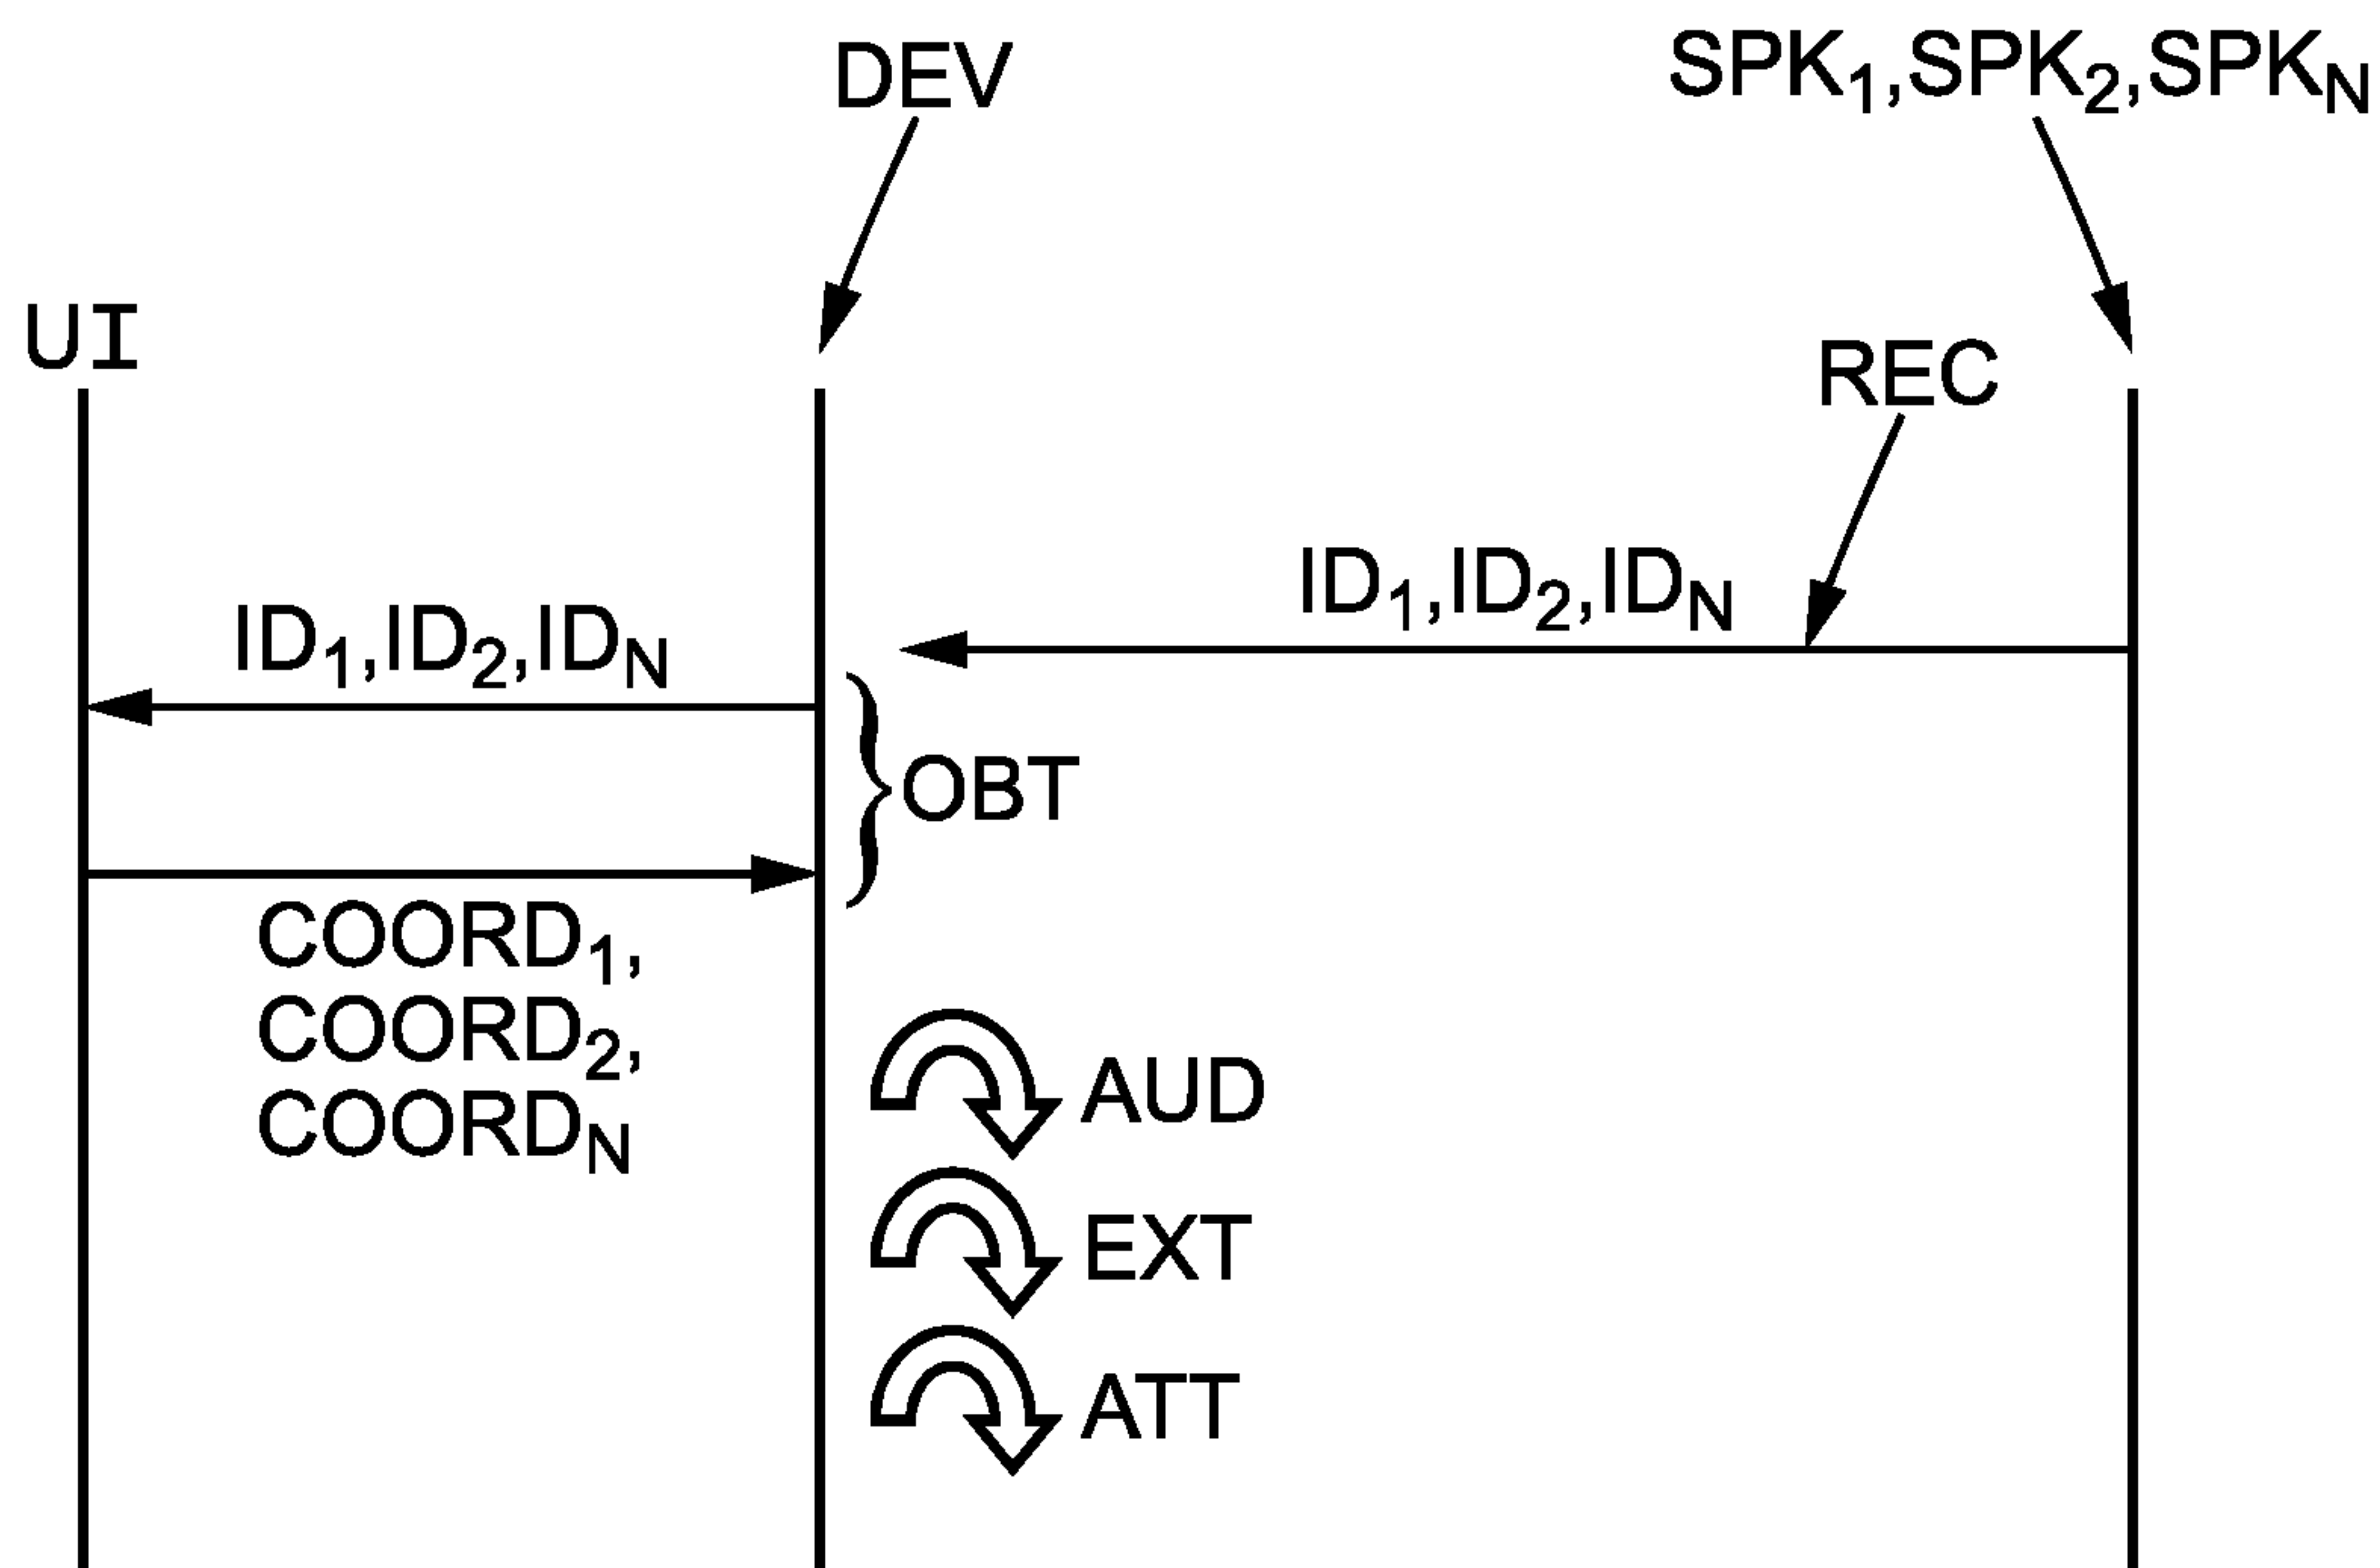 DEV
SPK1,SPK2,SPKN
UI
REC
ID1,ID2,IDN
ID1,ID2,IDN
OBT
COORD1,
COORD2,
COORDN
AUD
EXT
ATT